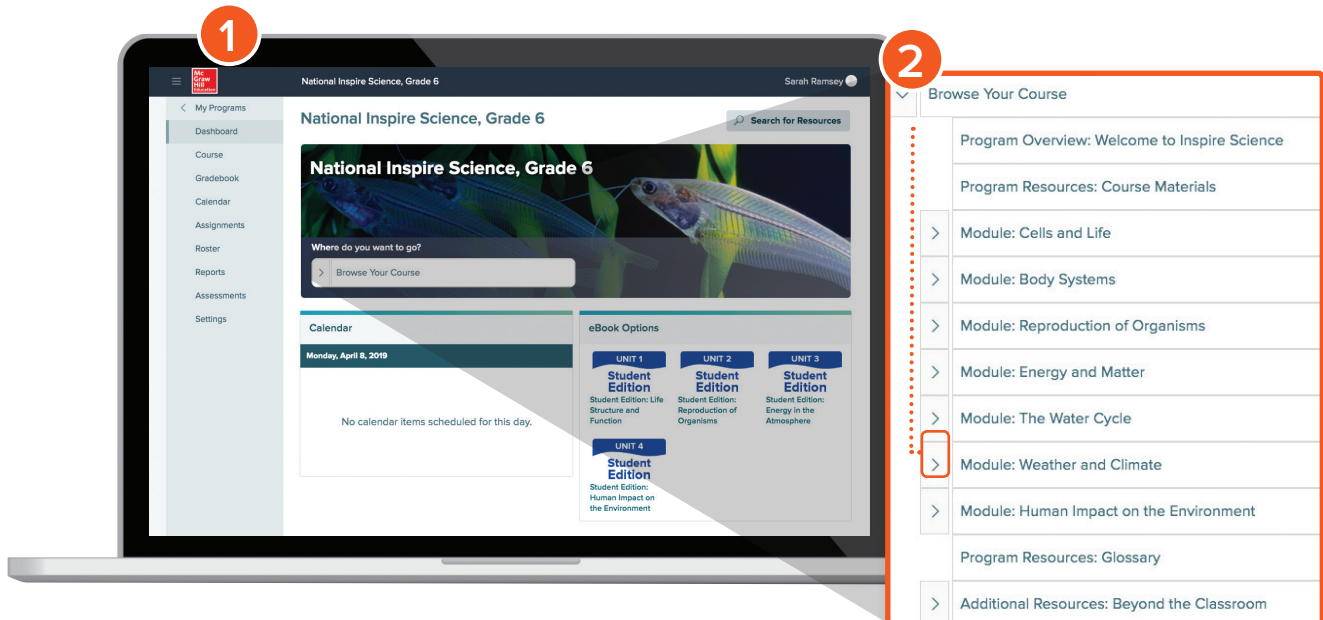 1
Mc
Graw
Hill
Education
National Inspire Science, Grade 6
Sarah Ramsey
My Programs
Dashboard
Course
Gradebook
Calendar
Assignments
Roster
Reports
Assessments
Settings
National Inspire Science, Grade 6
Search for Resources
National Inspire Science, Grade 6
Where do you want to go?
Browse Your Course
Calendar
Monday, April 8, 2019
No calendar items scheduled for this day.
eBook Options
UNIT 1
Student
Edition
Student Edition: Life
Structure and
Function
UNIT 2
Student
Edition
Student Edition:
Reproduction of
Organisms
UNIT 3
Student
Edition
Student Edition:
Energy in the
Atmosphere
UNIT 4
Student
Edition
Student Edition:
Human Impact on
the Environment
2
Browse Your Course
Program Overview: Welcome to Inspire Science
Program Resources: Course Materials
Module: Cells and Life
Module: Body Systems
Module: Reproduction of Organisms
Module: Energy and Matter
Module: The Water Cycle
Module: Weather and Climate
Module: Human Impact on the Environment
Program Resources: Glossary
Additional Resources: Beyond the Classroom